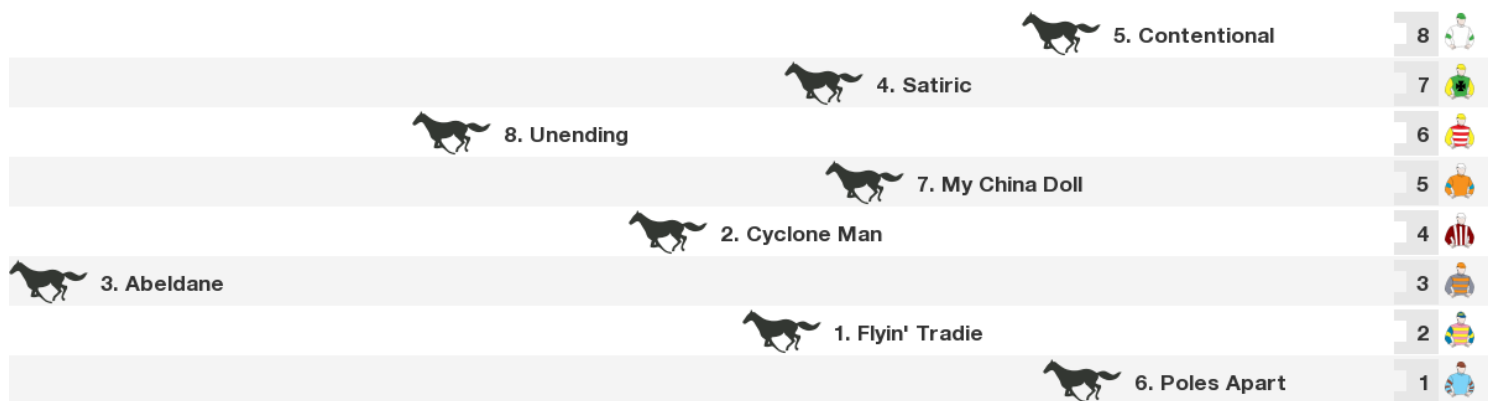 5. Contentional 8
4. Satiric 7
8. Unending 6
7. My China Doll 5
2. Cyclone Man 4
3. Abeldane 3
1. Flyin' Tradie 2
6. Poles Apart 1